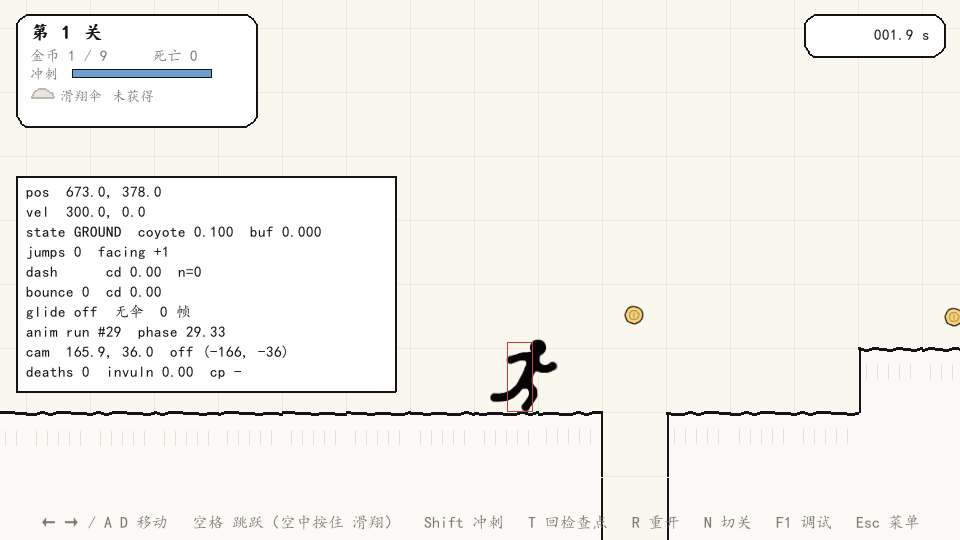 第 1 关
金币 1 / 9 死亡 0
冲刺
滑翔伞 未获得
001.9 s
pos 673.0, 378.0
vel 300.0, 0.0
state GROUND coyote 0.100 buf 0.000
jumps 0 facing +1
dash cd 0.00 n=0
bounce 0 cd 0.00
glide off 无伞 0 帧
anim run #29 phase 29.33
cam 165.9, 36.0 off (-166, -36)
deaths 0 invuln 0.00 cp -
← → / A D 移动 空格 跳跃 (空中按住 滑翔) Shift 冲刺 T 回检查点 R 重开 N 切关 F1 调试 Esc 菜单